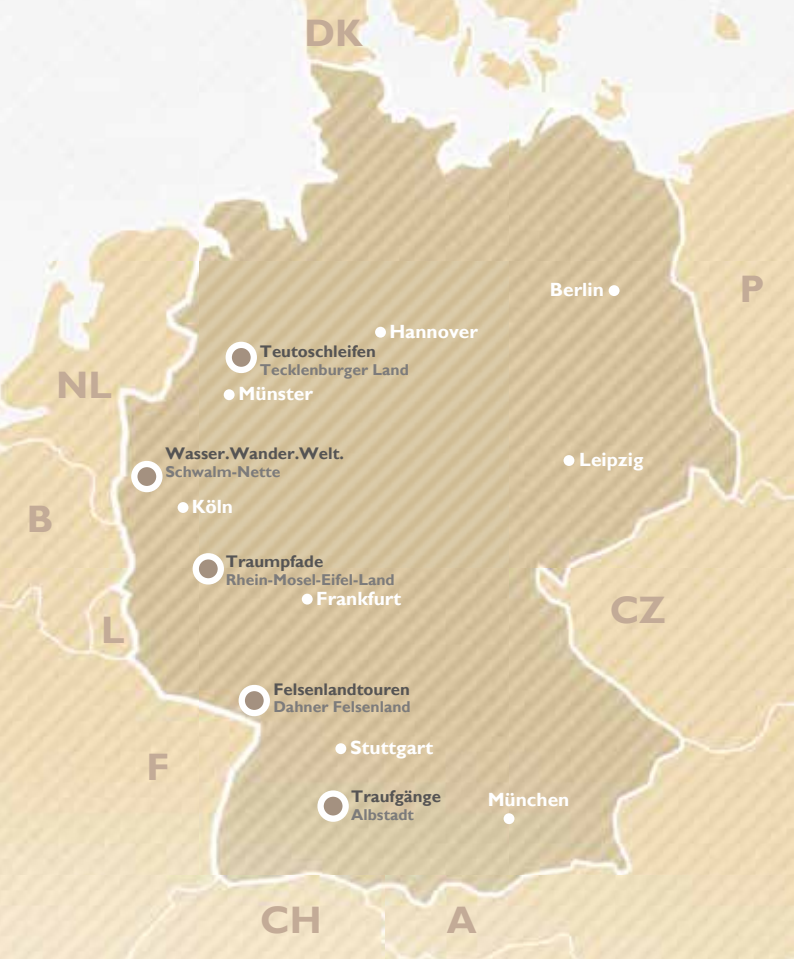 DK
Berlin
P
Hannover
Teutoschleifen
Tecklenburger Land
NL
Münster
Wasser.Wander.Welt.
Schwalm-Nette
Leipzig
Köln
B
Traumpfade
Rhein-Mosel-Eifel-Land
Frankfurt
CZ
L
Felsenlandtouren
Dahner Felsenland
Stuttgart
F
Traufgänge
Albstadt
München
CH
A